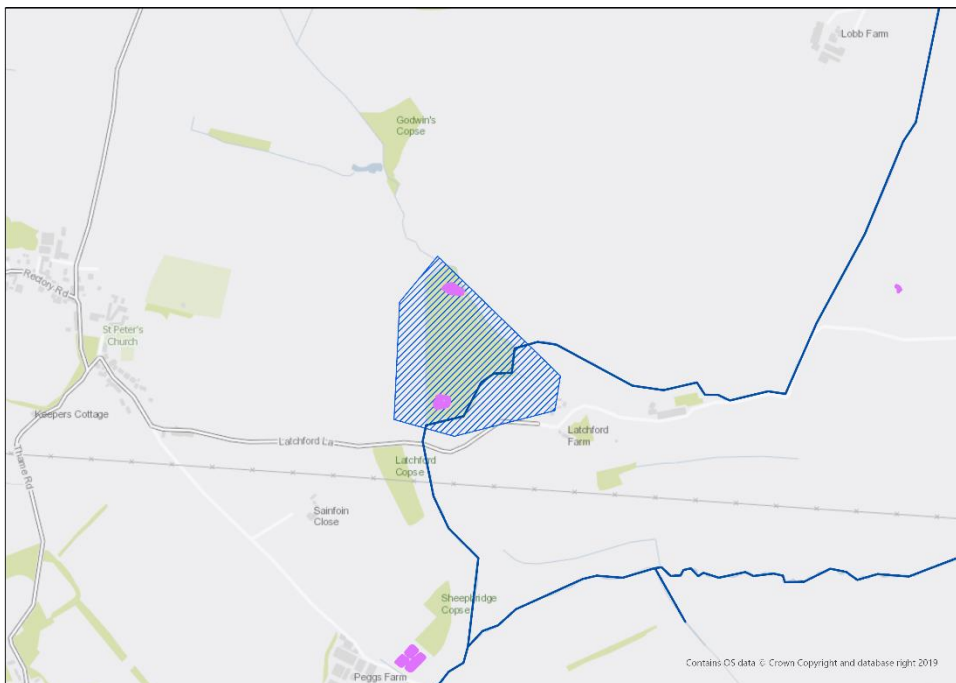 Lobb Farm
Godwin's
Copse
Rectory Rd
St Peter's
Church
Keepers Cottage
Latchford La
Latchford
Farm
Thame Rd
Latchford
Copse
Sainfoin
Close
Sheepbridge
Copse
Peggs Farm
Contains OS data © Crown Copyright and database right 2019